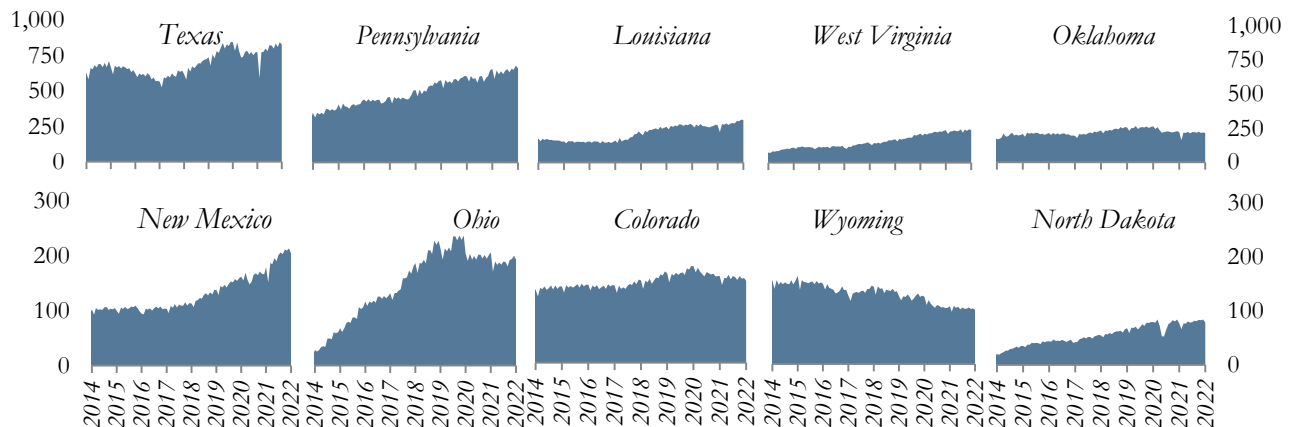 1,000 Texas Pennsylvania Louisiana West Virginia Oklahoma 1,000
750 750
500 500
250 250
0 0
300 New Mexico Ohio Colorado Wyoming North Dakota 300
200 200
100 100
0 0
2014 2015 2016 2017 2018 2019 2020 2021 2022 2014 2015 2016 2017 2018 2019 2020 2021 2022 2014 2015 2016 2017 2018 2019 2020 2021 2022 2014 2015 2016 2017 2018 2019 2020 2021 2022 2014 2015 2016 2017 2018 2019 2020 2021 2022